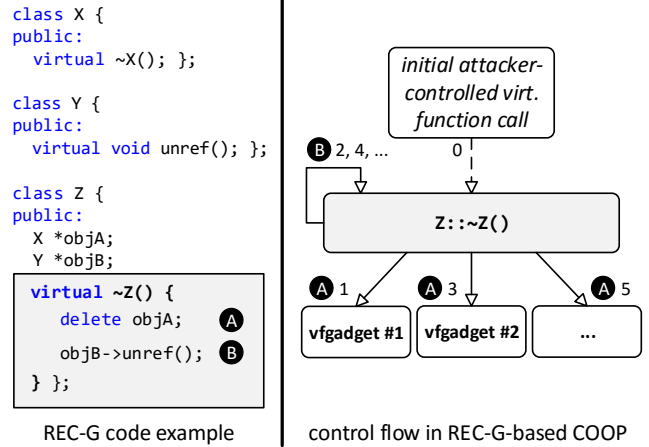 class X {
public:
  virtual ~X(); };
class Y {
public:
  virtual void unref(); };
class Z {
public:
  X *objA;
  Y *objB;
  virtual ~Z() {
    delete objA; A
    objB->unref(); B
  } };
REC-G code example
initial attacker-
controlled virt.
function call
B 2, 4, ...
0
Z::~Z()
A 1
A 3
A 5
vfgadget #1
vfgadget #2
...
control flow in REC-G-based COOP